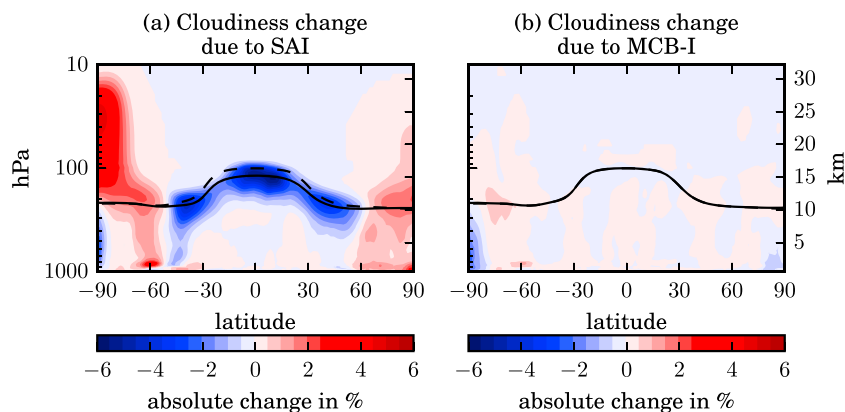 (a) Cloudiness change
due to SAI
(b) Cloudiness change
due to MCB-I
hPa
10
100
1000
30
25
20
15
10
5
km
−90 −60 −30 0 30 60 90
−90 −60 −30 0 30 60 90
latitude
latitude
−6 −4 −2 0 2 4 6
−6 −4 −2 0 2 4 6
absolute change in %
absolute change in %